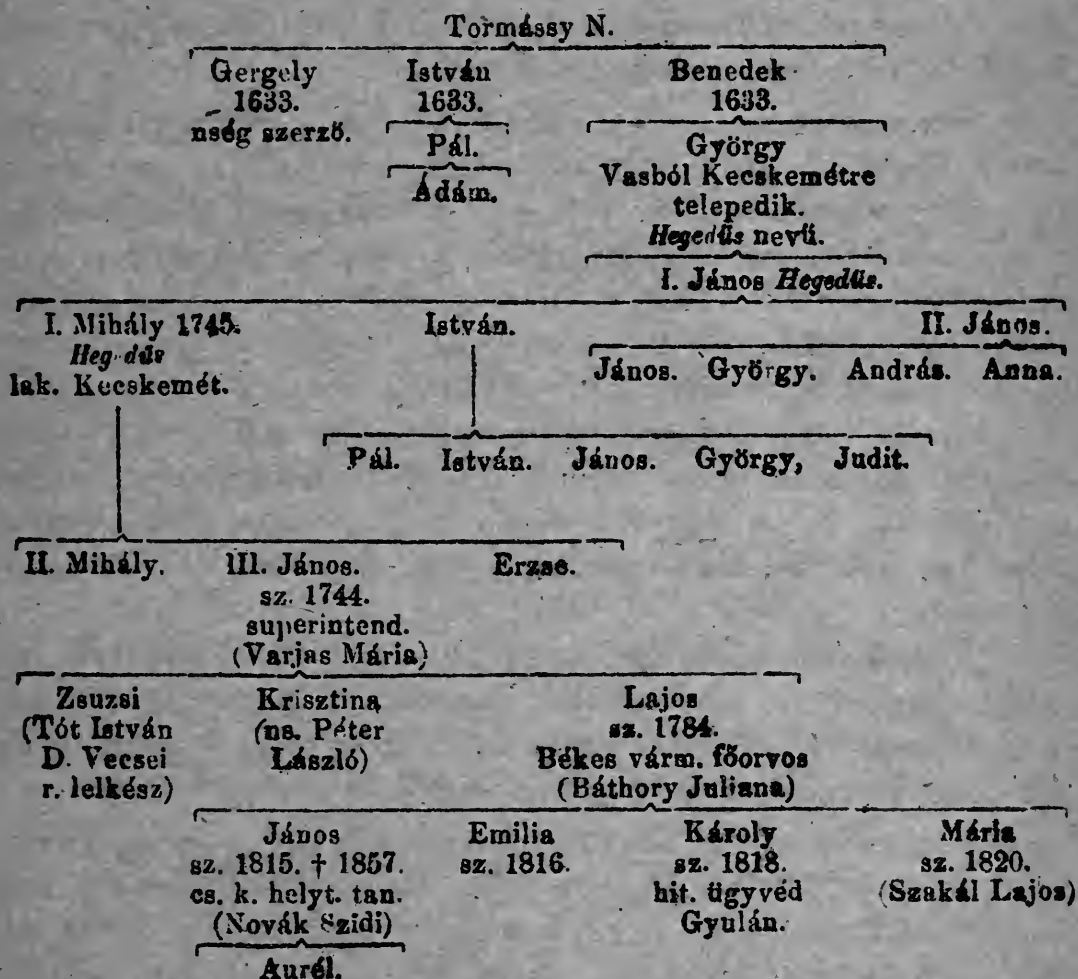 Tormássy N.
Gergely István Benedek
1633. 1633. 1633.
nség szerző. Pál. György
Ádám. Vasból Kecskemétre
telepedik.
Hegedűs nevü.
I. János Hegedűs.
I. Mihály 1745. István. II. János.
Hegedűs János. György. András. Anna.
lak. Kecskemét.
Pál. István. János. György, Judit.
II. Mihály. III. János. Erzse.
sz. 1744.
superintend.
(Varjas Mária)
Zsuzsi Krisztina Lajos
(Tót István (ns. Péter sz. 1784.
D. Vecsei László) Békes várm. főorvos
r. lelkész) (Báthory Juliana)
János Emilia Károly Mária
sz. 1815. † 1857. sz. 1816. sz. 1818. sz. 1820.
cs. k. helyt. tan. hit. ügyvéd (Szakál Lajos)
(Novák Szidi) Gyulán.
Aurél.